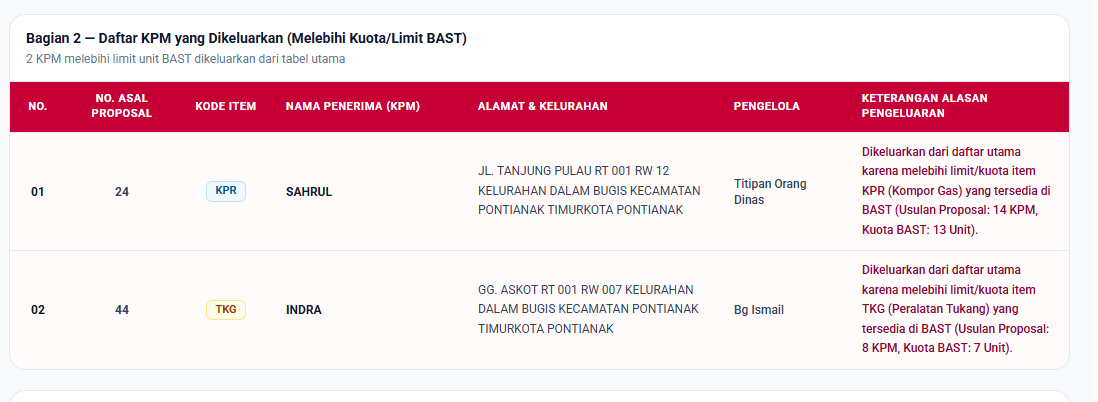 Bagian 2 — Daftar KPM yang Dikeluarkan (Melebihi Kuota/Limit BAST)
2 KPM melebihi limit unit BAST dikeluarkan dari tabel utama
NO.
NO. ASAL
PROPOSAL
KODE ITEM
NAMA PENERIMA (KPM)
ALAMAT & KELURAHAN
PENGELOLA
KETERANGAN ALASAN
PENGELUARAN
01
24
KPR
SAHRUL
JL. TANJUNG PULAU RT 001 RW 12
KELURAHAN DALAM BUGIS KECAMATAN
PONTIANAK TIMURKOTA PONTIANAK
Titipan Orang
Dinas
Dikeluarkan dari daftar utama
karena melebihi limit/kuota item
KPR (Kompor Gas) yang tersedia di
BAST (Usulan Proposal: 14 KPM,
Kuota BAST: 13 Unit).
02
44
TKG
INDRA
GG. ASKOT RT 001 RW 007 KELURAHAN
DALAM BUGIS KECAMATAN PONTIANAK
TIMURKOTA PONTIANAK
Bg Ismail
Dikeluarkan dari daftar utama
karena melebihi limit/kuota item
TKG (Peralatan Tukang) yang
tersedia di BAST (Usulan Proposal:
8 KPM, Kuota BAST: 7 Unit).